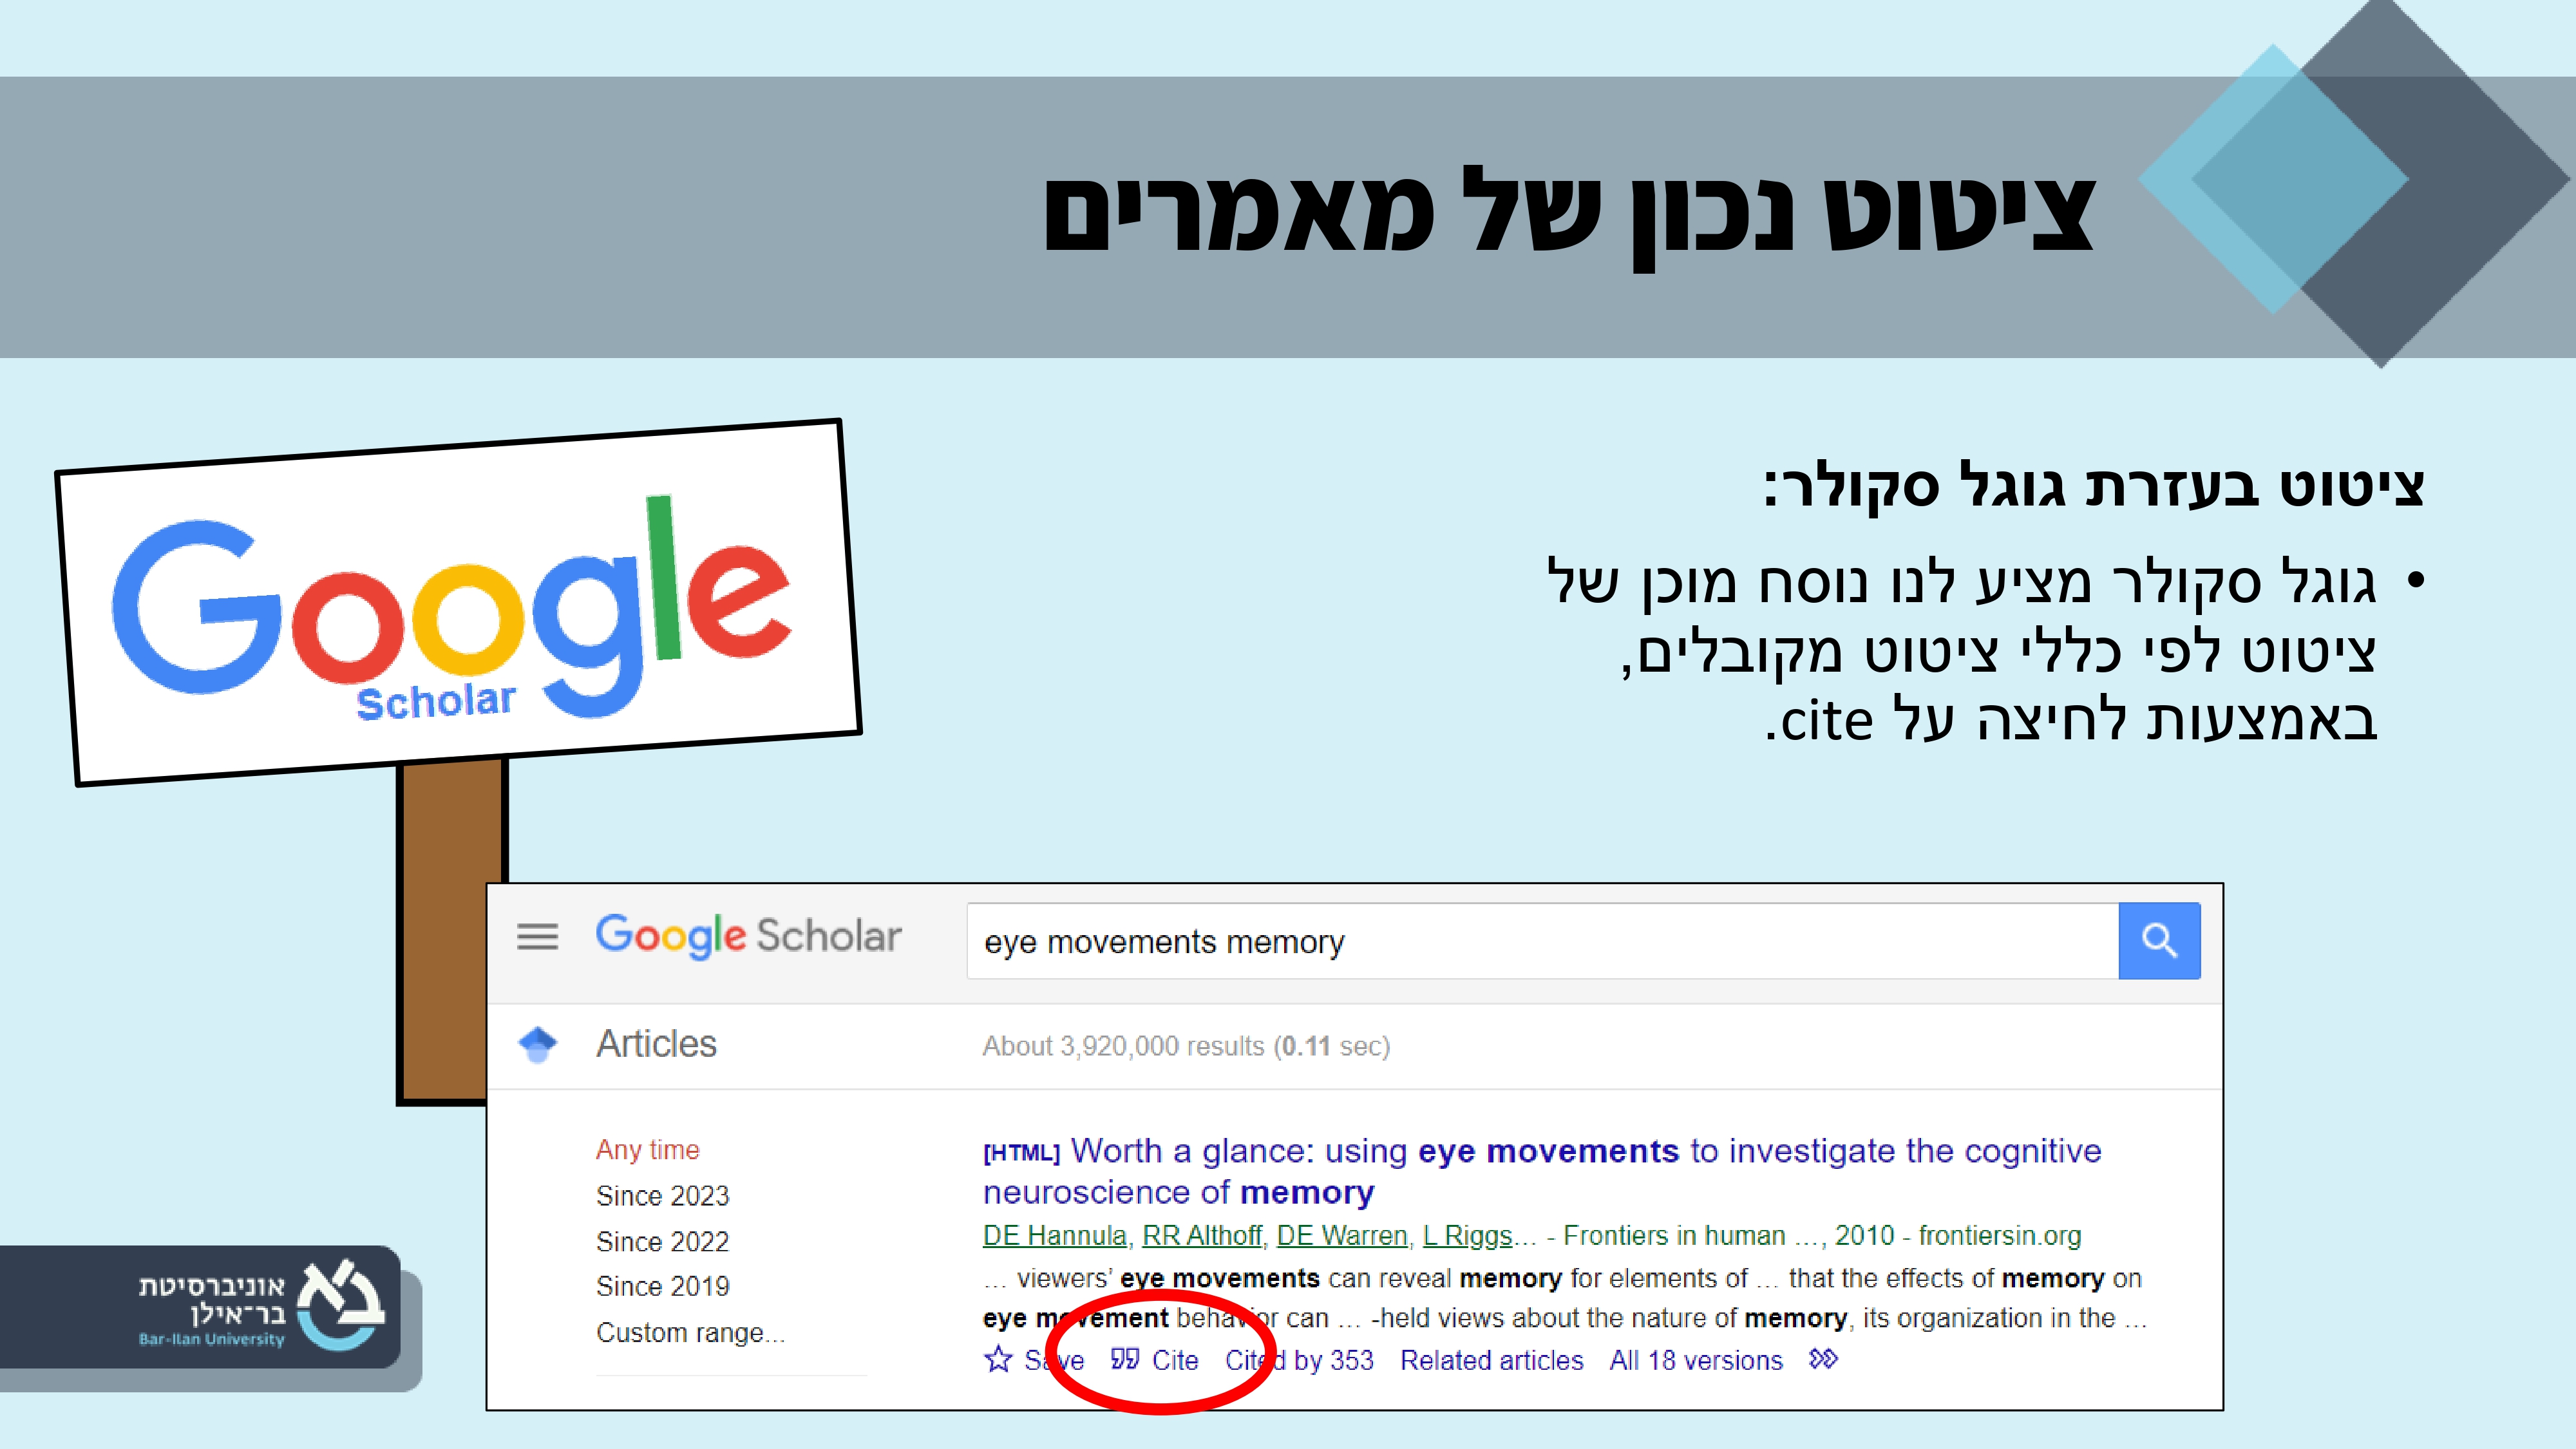 ציטוט נכון של מאמרים
ציטוט בעזרת גוגל סקולר:
• גוגל סקולר מציע לנו נוסח מוכן של
ציטוט לפי כללי ציטוט מקובלים,
באמצעות לחיצה על cite.
Google
Scholar
Google Scholar
eye movements memory
Articles
About 3,920,000 results (0.11 sec)
Any time
Since 2023
Since 2022
Since 2019
Custom range...
[HTML] Worth a glance: using eye movements to investigate the cognitive
neuroscience of memory
DE Hannula, RR Althoff, DE Warren, L Riggs… - Frontiers in human …, 2010 - frontiersin.org
… viewers’ eye movements can reveal memory for elements of … that the effects of memory on
eye movement behavior can … -held views about the nature of memory, its organization in the …
Save Cite Cited by 353 Related articles All 18 versions
אוניברסיטת
בר־אילן
Bar-Ilan University